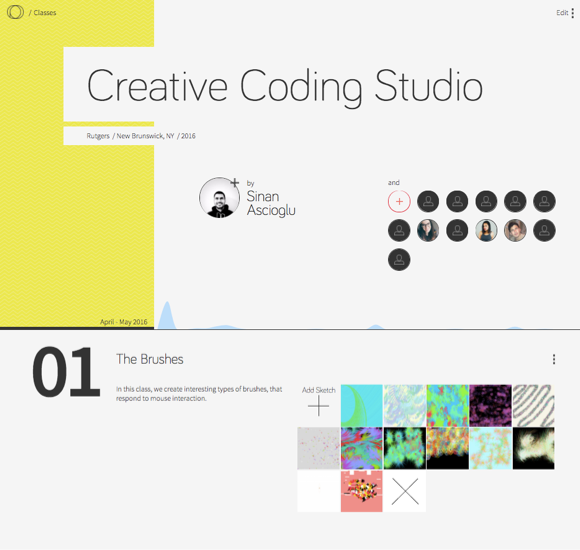 / Classes
Edit
Creative Coding Studio
Rutgers / New Brunswick, NY / 2016
by
Sinan
Ascioglu
and
April - May 2016
01
The Brushes
In this class, we create interesting types of brushes, that
respond to mouse interaction.
Add Sketch